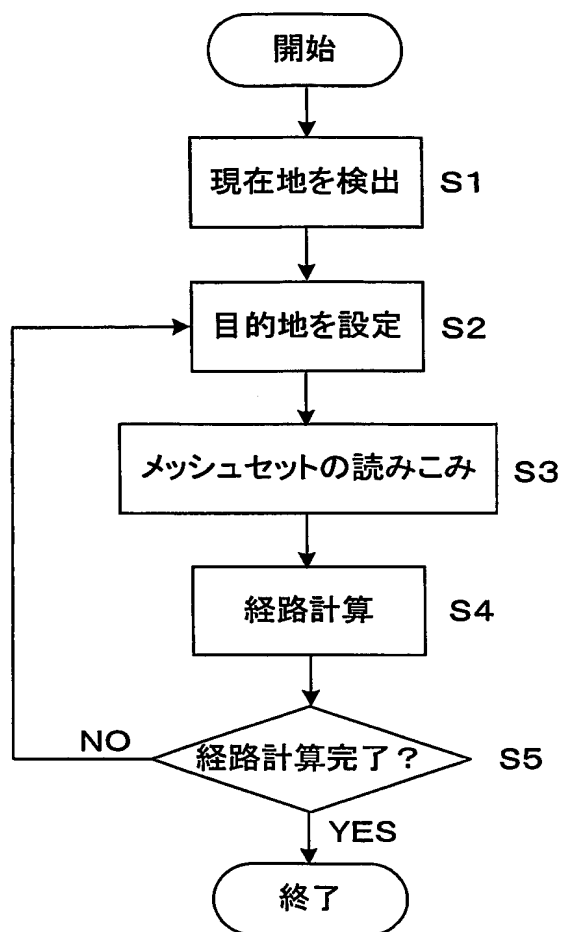 開始
現在地を検出 S1
目的地を設定 S2
メッシュセットの読みこみ S3
経路計算 S4
NO 経路計算完了？ S5
YES
終了